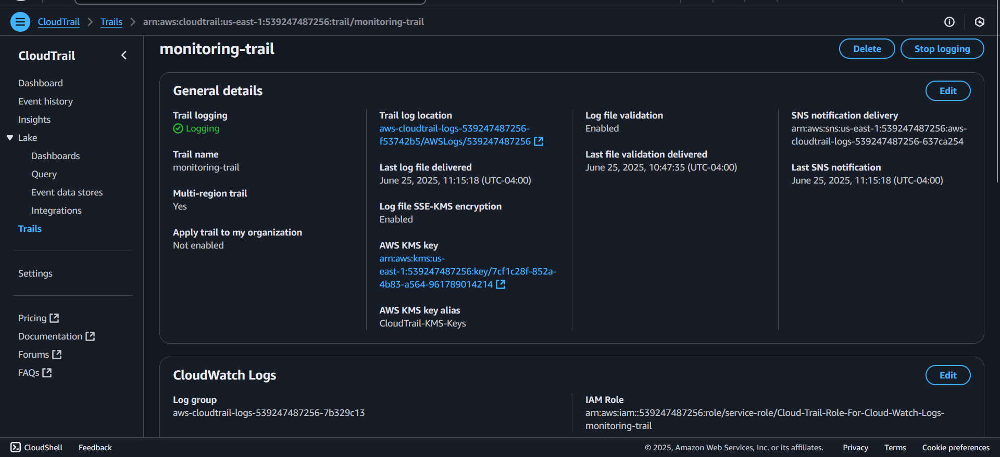 CloudTrail
Trails
arn:aws:cloudtrail:us-east-1:539247487256:trail/monitoring-trail
CloudTrail
Dashboard
Event history
Insights
Lake
Dashboards
Query
Event data stores
Integrations
Trails
Settings
Pricing
Documentation
Forums
FAQs
monitoring-trail
Delete
Stop logging
General details
Edit
Trail logging
Logging
Trail name
monitoring-trail
Multi-region trail
Yes
Apply trail to my organization
Not enabled
Trail log location
aws-cloudtrail-logs-539247487256-
f53742b5/AWSLogs/539247487256
Last log file delivered
June 25, 2025, 11:15:18 (UTC-04:00)
Log file SSE-KMS encryption
Enabled
AWS KMS key
arn:aws:kms:us-
east-1:539247487256:key/7cf1c28f-852a-
4b83-a564-961789014214
AWS KMS key alias
CloudTrail-KMS-Keys
Log file validation
Enabled
Last file validation delivered
June 25, 2025, 10:47:35 (UTC-04:00)
SNS notification delivery
arn:aws:sns:us-east-1:539247487256:aws-
cloudtrail-logs-539247487256-637ca254
Last SNS notification
June 25, 2025, 11:15:18 (UTC-04:00)
CloudWatch Logs
Edit
Log group
aws-cloudtrail-logs-539247487256-7b329c13
IAM Role
arn:aws:iam::539247487256:role/service-role/Cloud-Trail-Role-For-Cloud-Watch-Logs-
monitoring-trail
CloudShell
Feedback
© 2025, Amazon Web Services, Inc. or its affiliates.
Privacy
Terms
Cookie preferences